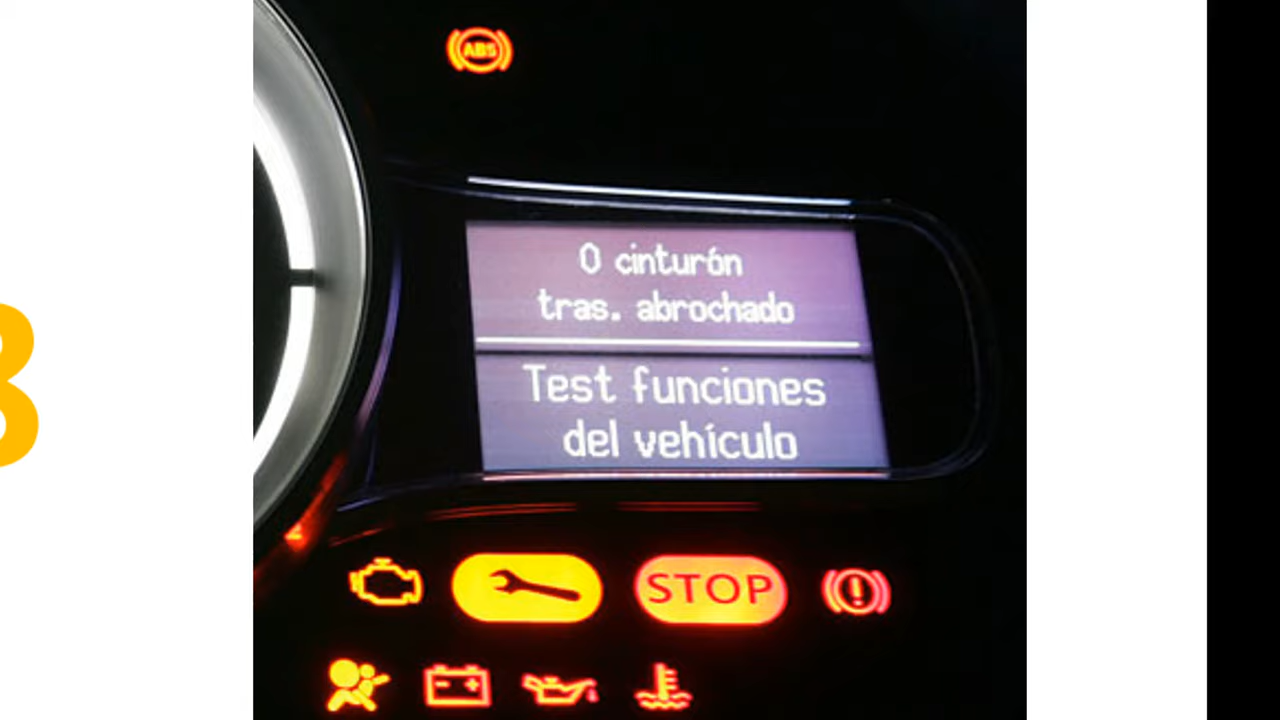 ABS
0 cinturón
tras. abrochado
Test funciones
del vehículo
STOP